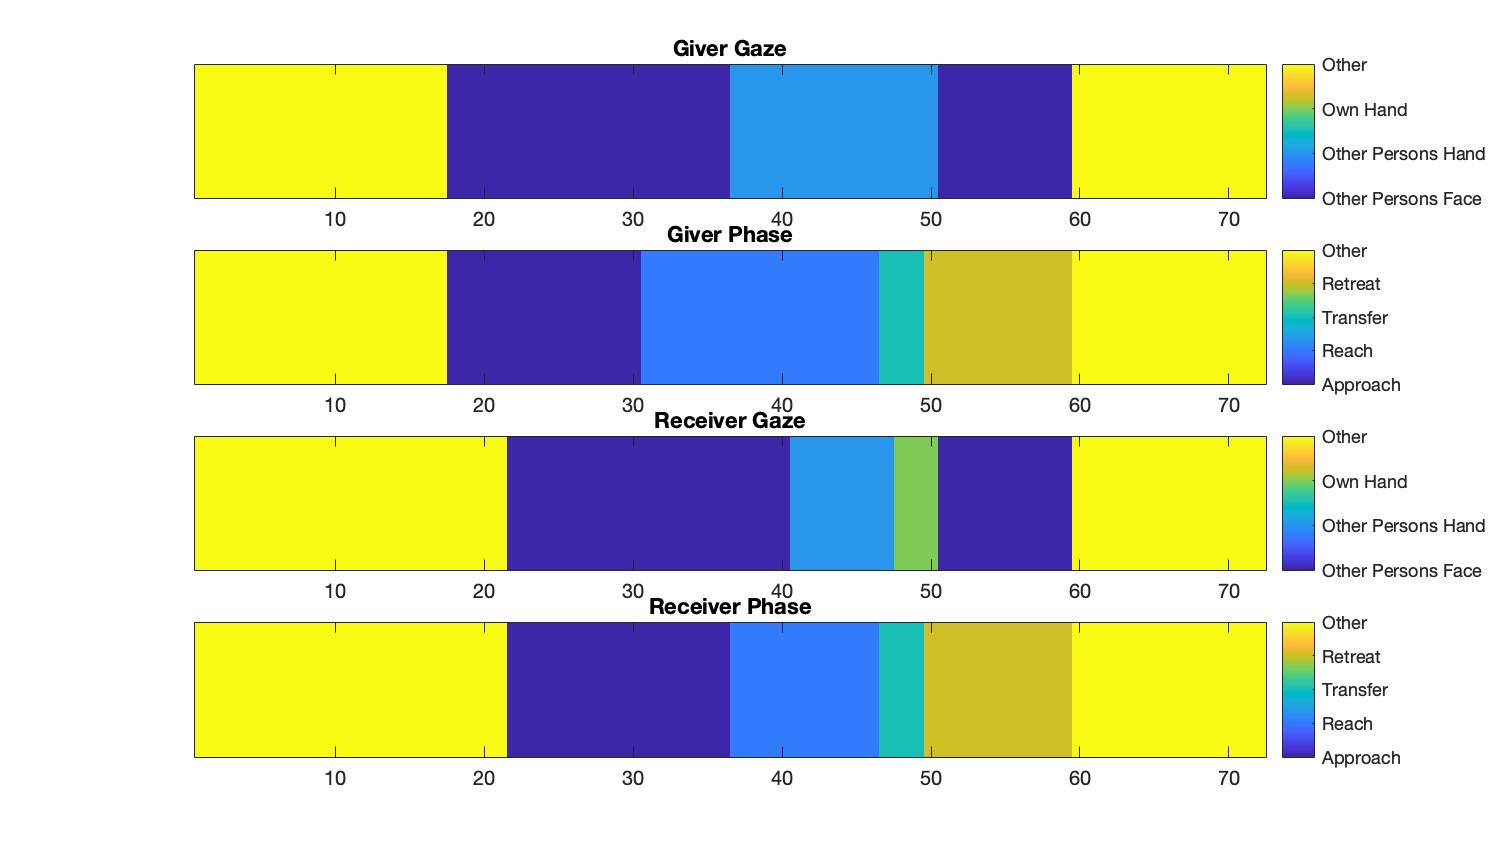 Giver Gaze
Other
Own Hand
Other Persons Hand
Other Persons Face
10 20 30 40 50 60 70
Giver Phase
Other
Retreat
Transfer
Reach
Approach
10 20 30 40 50 60 70
Receiver Gaze
Other
Own Hand
Other Persons Hand
Other Persons Face
10 20 30 40 50 60 70
Receiver Phase
Other
Retreat
Transfer
Reach
Approach
10 20 30 40 50 60 70